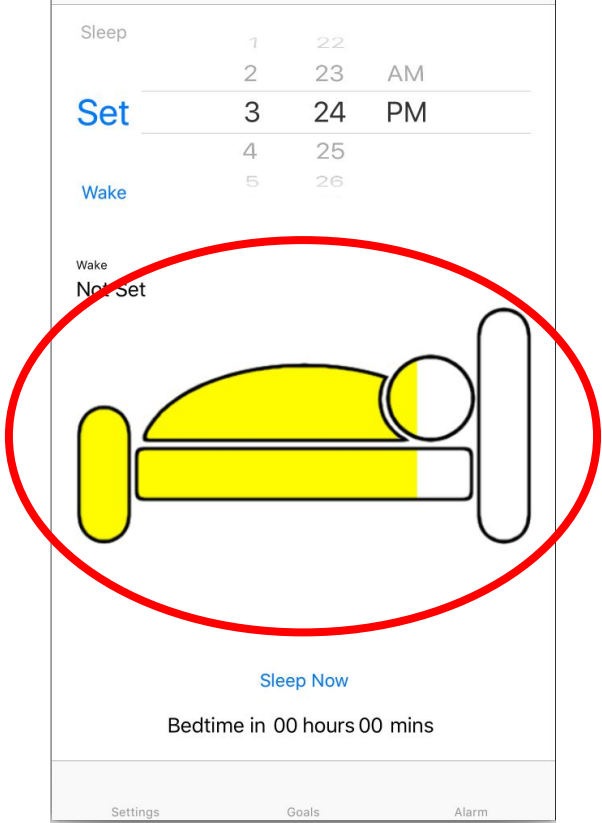 Sleep
1 22
2 23 AM
Set 3 24 PM
4 25
5 26
Wake
Wake
Not Set
Sleep Now
Bedtime in 00 hours 00 mins
Settings Goals Alarm